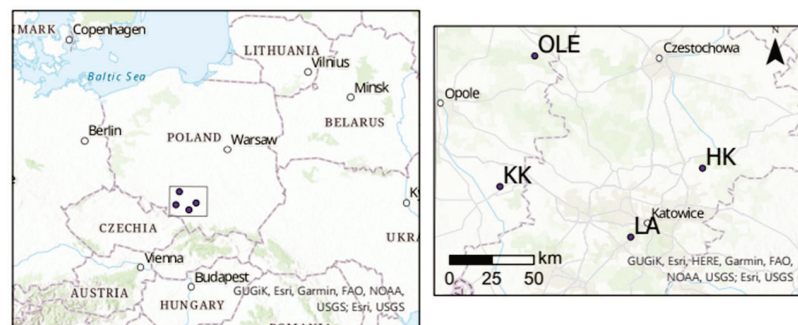 NMARK
Copenhagen
LITHUANIA
Vilnius
Baltic Sea
Minsk
BELARUS
Berlin
POLAND
Warsaw
CZECHIA
UKRA
Vienna
Budapest
AUSTRIA
HUNGARY
GUGiK, Esri, Garmin, FAO, NOAA,
USGS; Esri, USGS
OLE
Czestochowa
N
Opole
HK
KK
Katowice
LA
km
0 25 50
GUGiK, Esri, HERE, Garmin, FAO,
NOAA, USGS; Esri, USGS